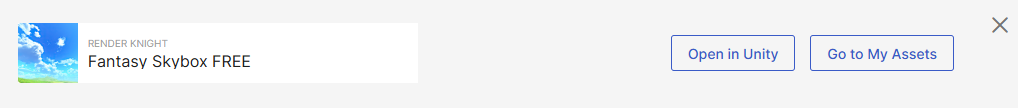 RENDER KNIGHT
Fantasy Skybox FREE
Open in Unity
Go to My Assets